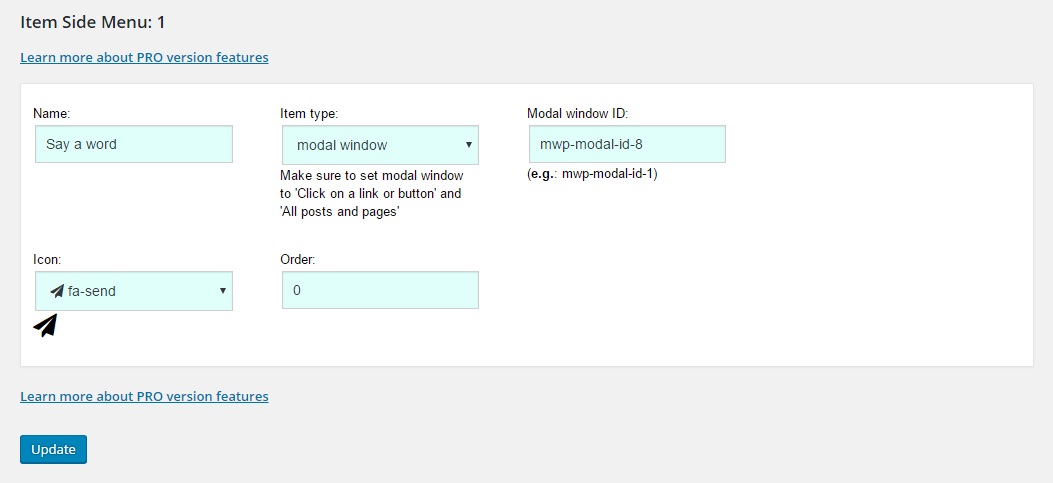 Item Side Menu: 1
Learn more about PRO version features
Name:
Item type:
Modal window ID:
Say a word
modal window
mwp-modal-id-8
Make sure to set modal window
to 'Click on a link or button' and
'All posts and pages'
(e.g.: mwp-modal-id-1)
Icon:
Order:
fa-send
0
Learn more about PRO version features
Update